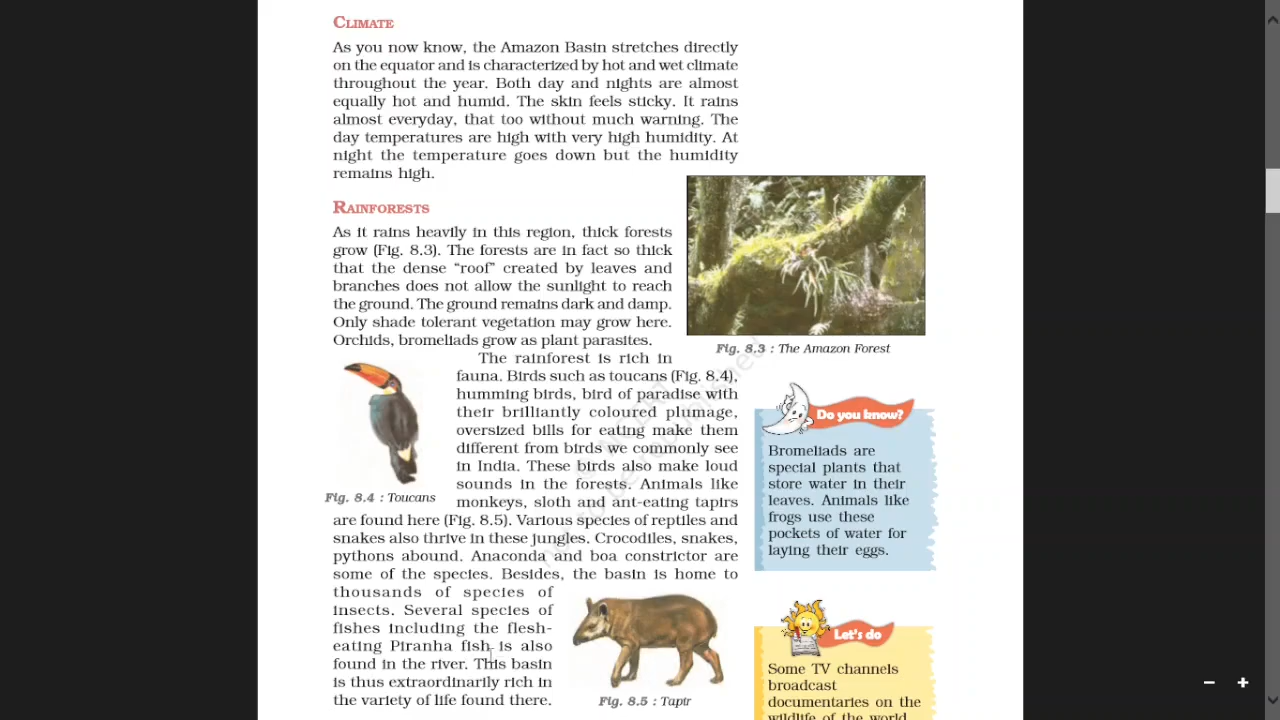 CLIMATE
As you now know, the Amazon Basin stretches directly
on the equator and is characterized by hot and wet climate
throughout the year. Both day and nights are almost
equally hot and humid. The skin feels sticky. It rains
almost everyday, that too without much warning. The
day temperatures are high with very high humidity. At
night the temperature goes down but the humidity
remains high.
RAINFORESTS
As it rains heavily in this region, thick forests
grow (Fig. 8.3). The forests are in fact so thick
that the dense “roof” created by leaves and
branches does not allow the sunlight to reach
the ground. The ground remains dark and damp.
Only shade tolerant vegetation may grow here.
Orchids, bromeliads grow as plant parasites.
The rainforest is rich in
fauna. Birds such as toucans (Fig. 8.4),
humming birds, bird of paradise with
their brilliantly coloured plumage,
oversized bills for eating make them
different from birds we commonly see
in India. These birds also make loud
sounds in the forests. Animals like
monkeys, sloth and ant-eating tapirs
are found here (Fig. 8.5). Various species of reptiles and
snakes also thrive in these jungles. Crocodiles, snakes,
pythons abound. Anaconda and boa constrictor are
some of the species. Besides, the basin is home to
thousands of species of
insects. Several species of
fishes including the flesh-
eating Piranha fish is also
found in the river. This basin
is thus extraordinarily rich in
the variety of life found there.
Fig. 8.3 : The Amazon Forest
Fig. 8.4 : Toucans
Fig. 8.5 : Tapir
Do you know?
Bromeliads are
special plants that
store water in their
leaves. Animals like
frogs use these
pockets of water for
laying their eggs.
Let's do
Some TV channels
broadcast
documentaries on the
wildlife of the world